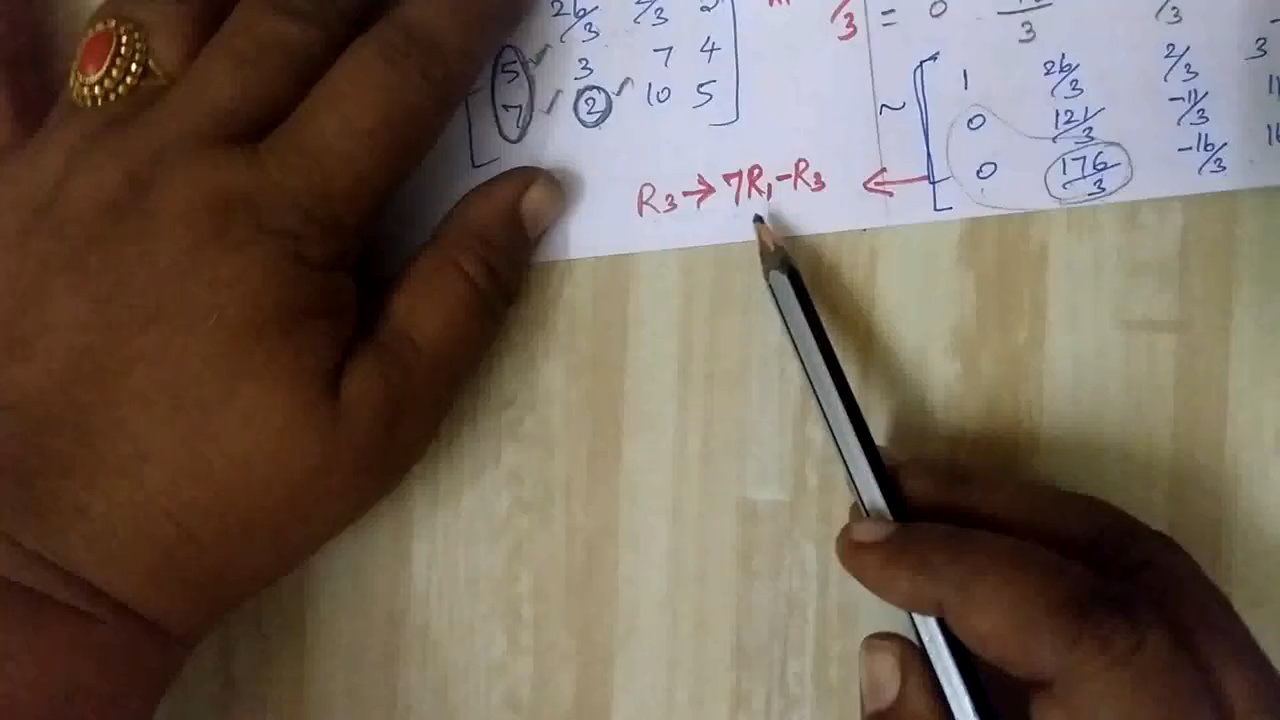 26/3 2/3 2
5 3 7 4
7 2 10 5
R3 → 7R1 - R3
/3 = 0 /3 /3
~ 1 26/3 2/3
0 121/3 -11/3
0 176/3 -16/3